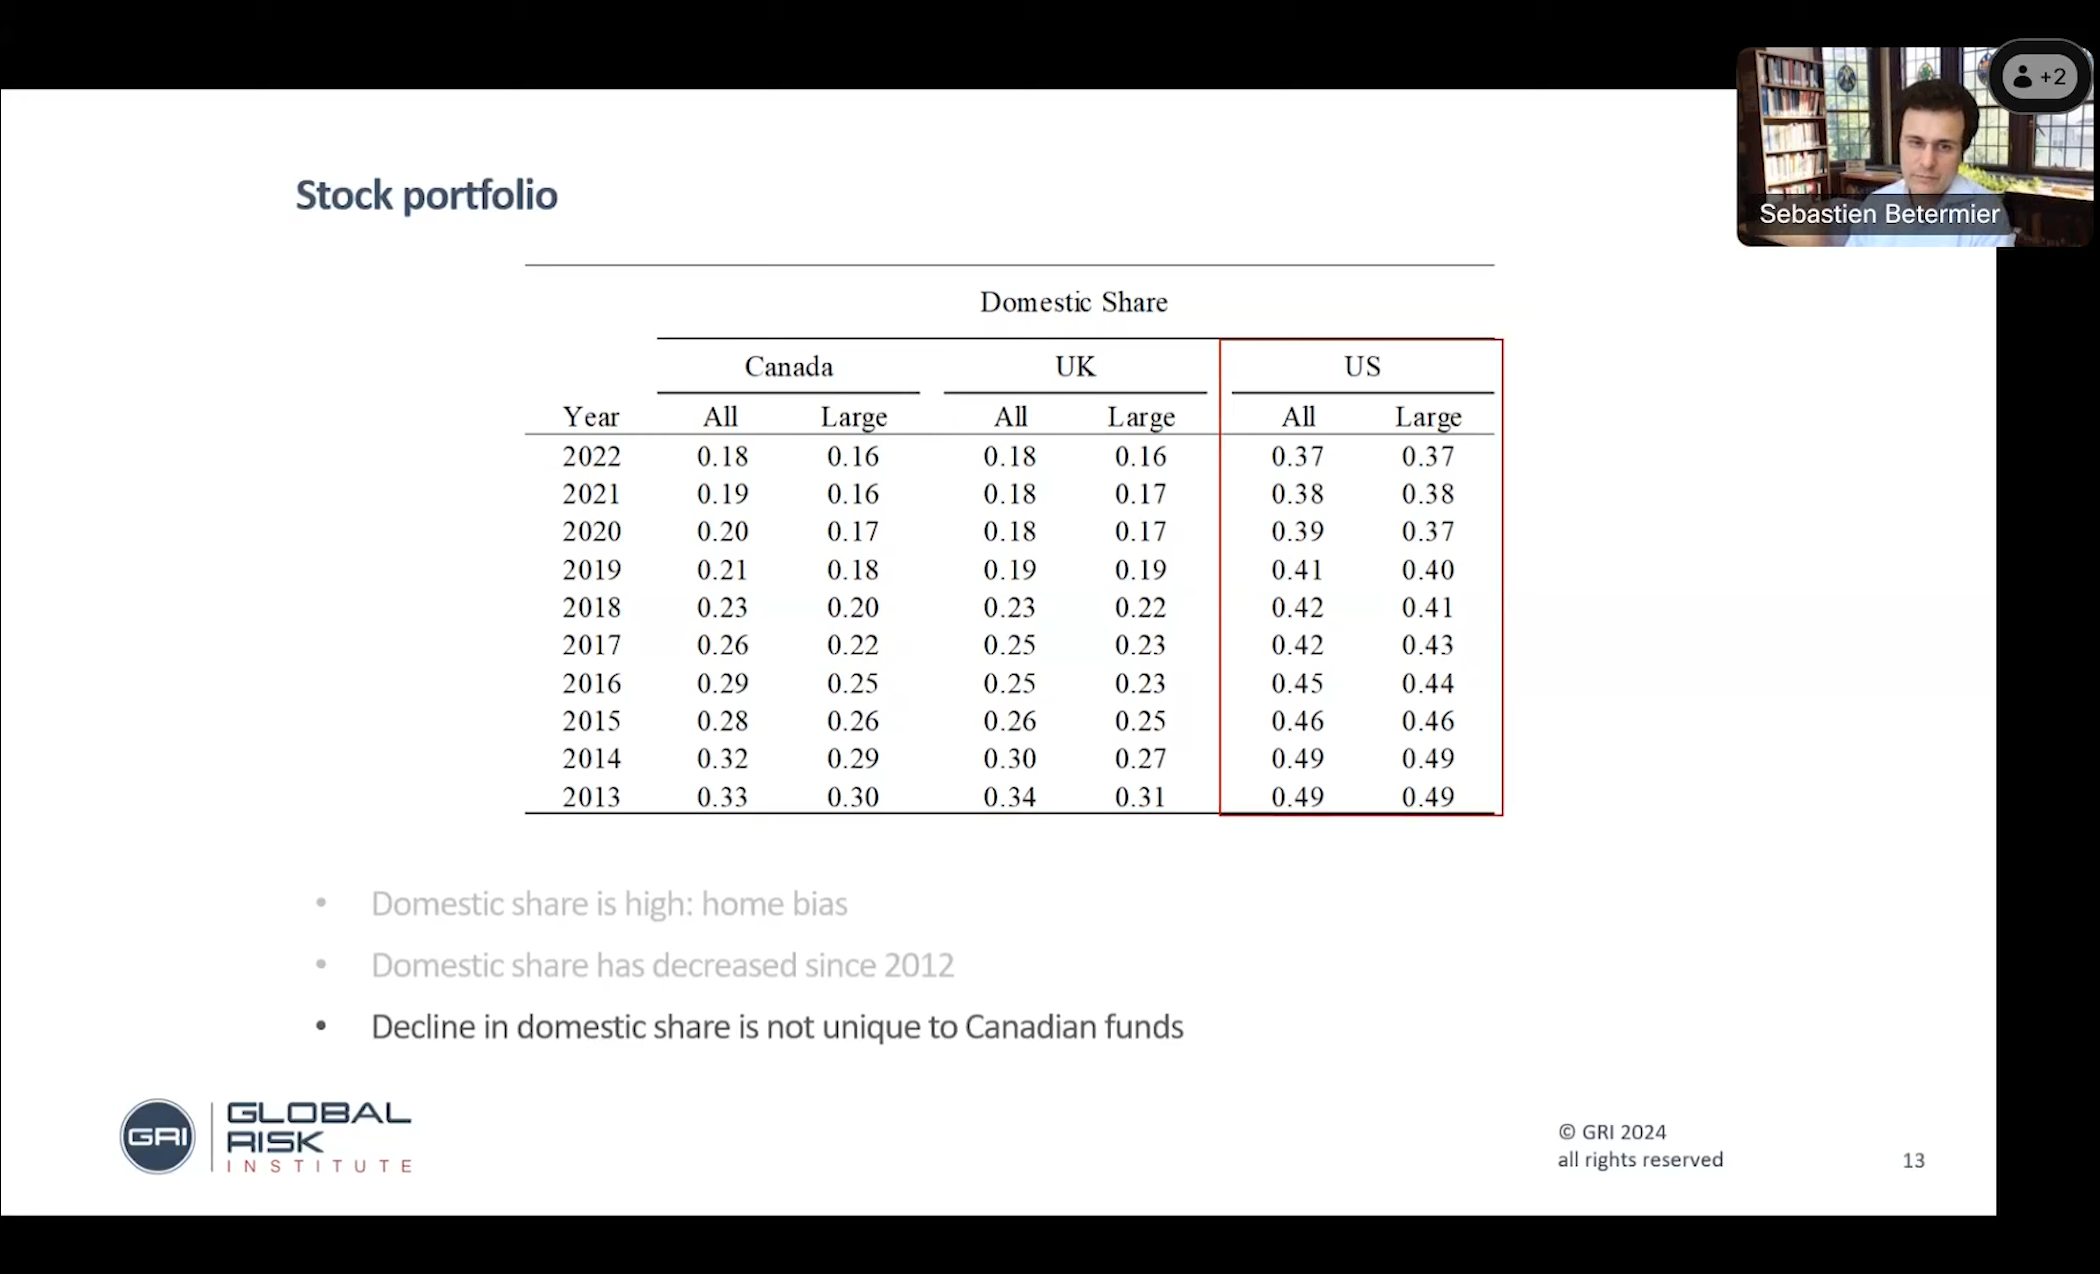 +2
Sebastien Betermier
Stock portfolio
Domestic Share
Canada UK US
Year All Large All Large All Large
2022 0.18 0.16 0.18 0.16 0.37 0.37
2021 0.19 0.16 0.18 0.17 0.38 0.38
2020 0.20 0.17 0.18 0.17 0.39 0.37
2019 0.21 0.18 0.19 0.19 0.41 0.40
2018 0.23 0.20 0.23 0.22 0.42 0.41
2017 0.26 0.22 0.25 0.23 0.42 0.43
2016 0.29 0.25 0.25 0.23 0.45 0.44
2015 0.28 0.26 0.26 0.25 0.46 0.46
2014 0.32 0.29 0.30 0.27 0.49 0.49
2013 0.33 0.30 0.34 0.31 0.49 0.49
• Domestic share is high: home bias
• Domestic share has decreased since 2012
• Decline in domestic share is not unique to Canadian funds
GRI
GLOBAL
RISK
INSTITUTE
© GRI 2024
all rights reserved
13